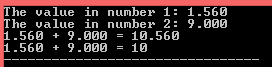 The value in number 1: 1.560
The value in number 2: 9.000
1.560 + 9.000 = 10.560
1.560 + 9.000 = 10
--------------------------------